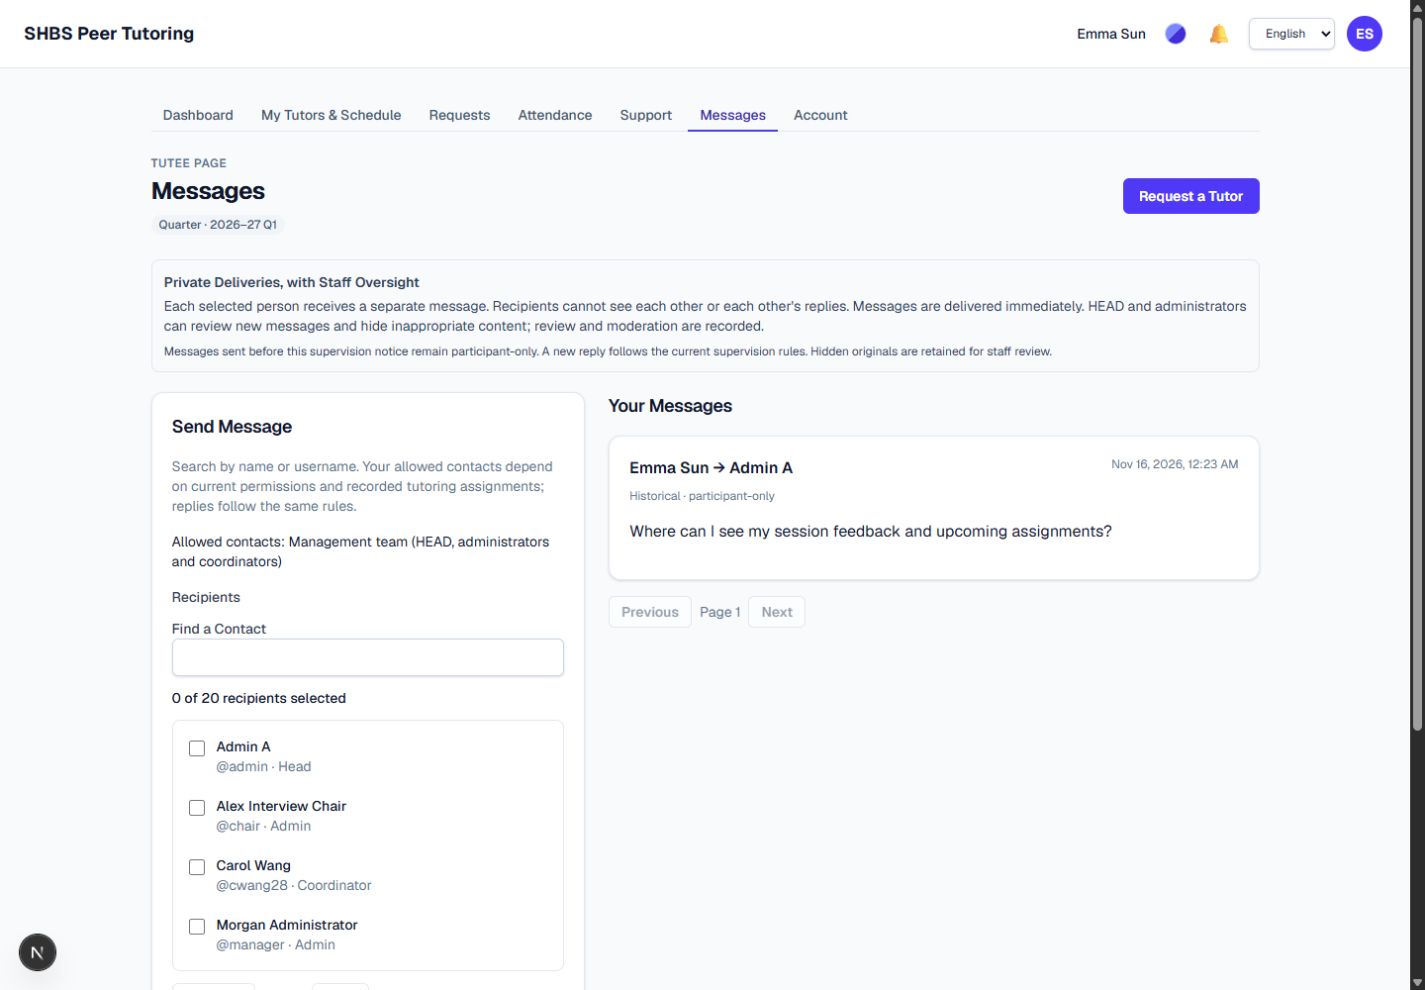 SHBS Peer Tutoring
Emma Sun
English
ES
Dashboard
My Tutors & Schedule
Requests
Attendance
Support
Messages
Account
TUTEE PAGE
Messages
Quarter · 2026–27 Q1
Request a Tutor
Private Deliveries, with Staff Oversight
Each selected person receives a separate message. Recipients cannot see each other or each other's replies. Messages are delivered immediately. HEAD and administrators
can review new messages and hide inappropriate content; review and moderation are recorded.
Messages sent before this supervision notice remain participant-only. A new reply follows the current supervision rules. Hidden originals are retained for staff review.
Send Message
Search by name or username. Your allowed contacts depend
on current permissions and recorded tutoring assignments;
replies follow the same rules.
Allowed contacts: Management team (HEAD, administrators
and coordinators)
Recipients
Find a Contact
0 of 20 recipients selected
Admin A
@admin · Head
Alex Interview Chair
@chair · Admin
Carol Wang
@cwang28 · Coordinator
Morgan Administrator
@manager · Admin
Your Messages
Emma Sun → Admin A
Nov 16, 2026, 12:23 AM
Historical · participant-only
Where can I see my session feedback and upcoming assignments?
Previous
Page 1
Next
N